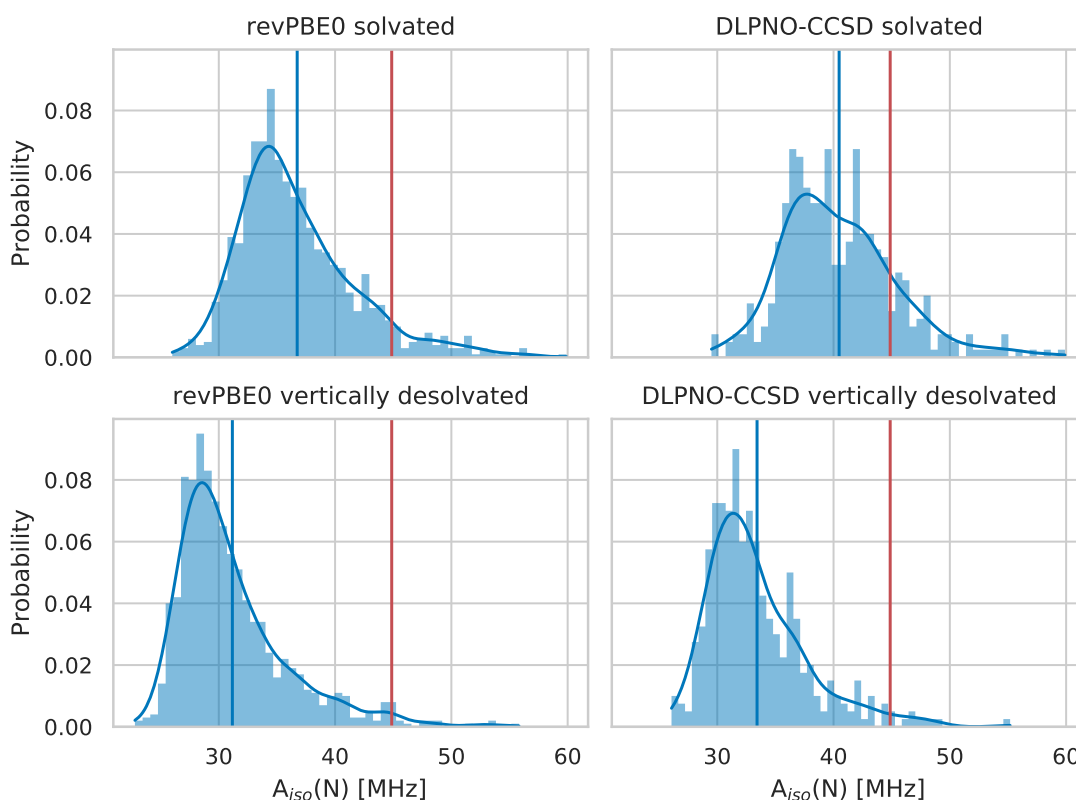 revPBE0 solvated
DLPNO-CCSD solvated
Probability
0.08
0.06
0.04
0.02
0.00
revPBE0 vertically desolvated
DLPNO-CCSD vertically desolvated
Probability
0.08
0.06
0.04
0.02
0.00
30 40 50 60
30 40 50 60
A_iso(N) [MHz]
A_iso(N) [MHz]